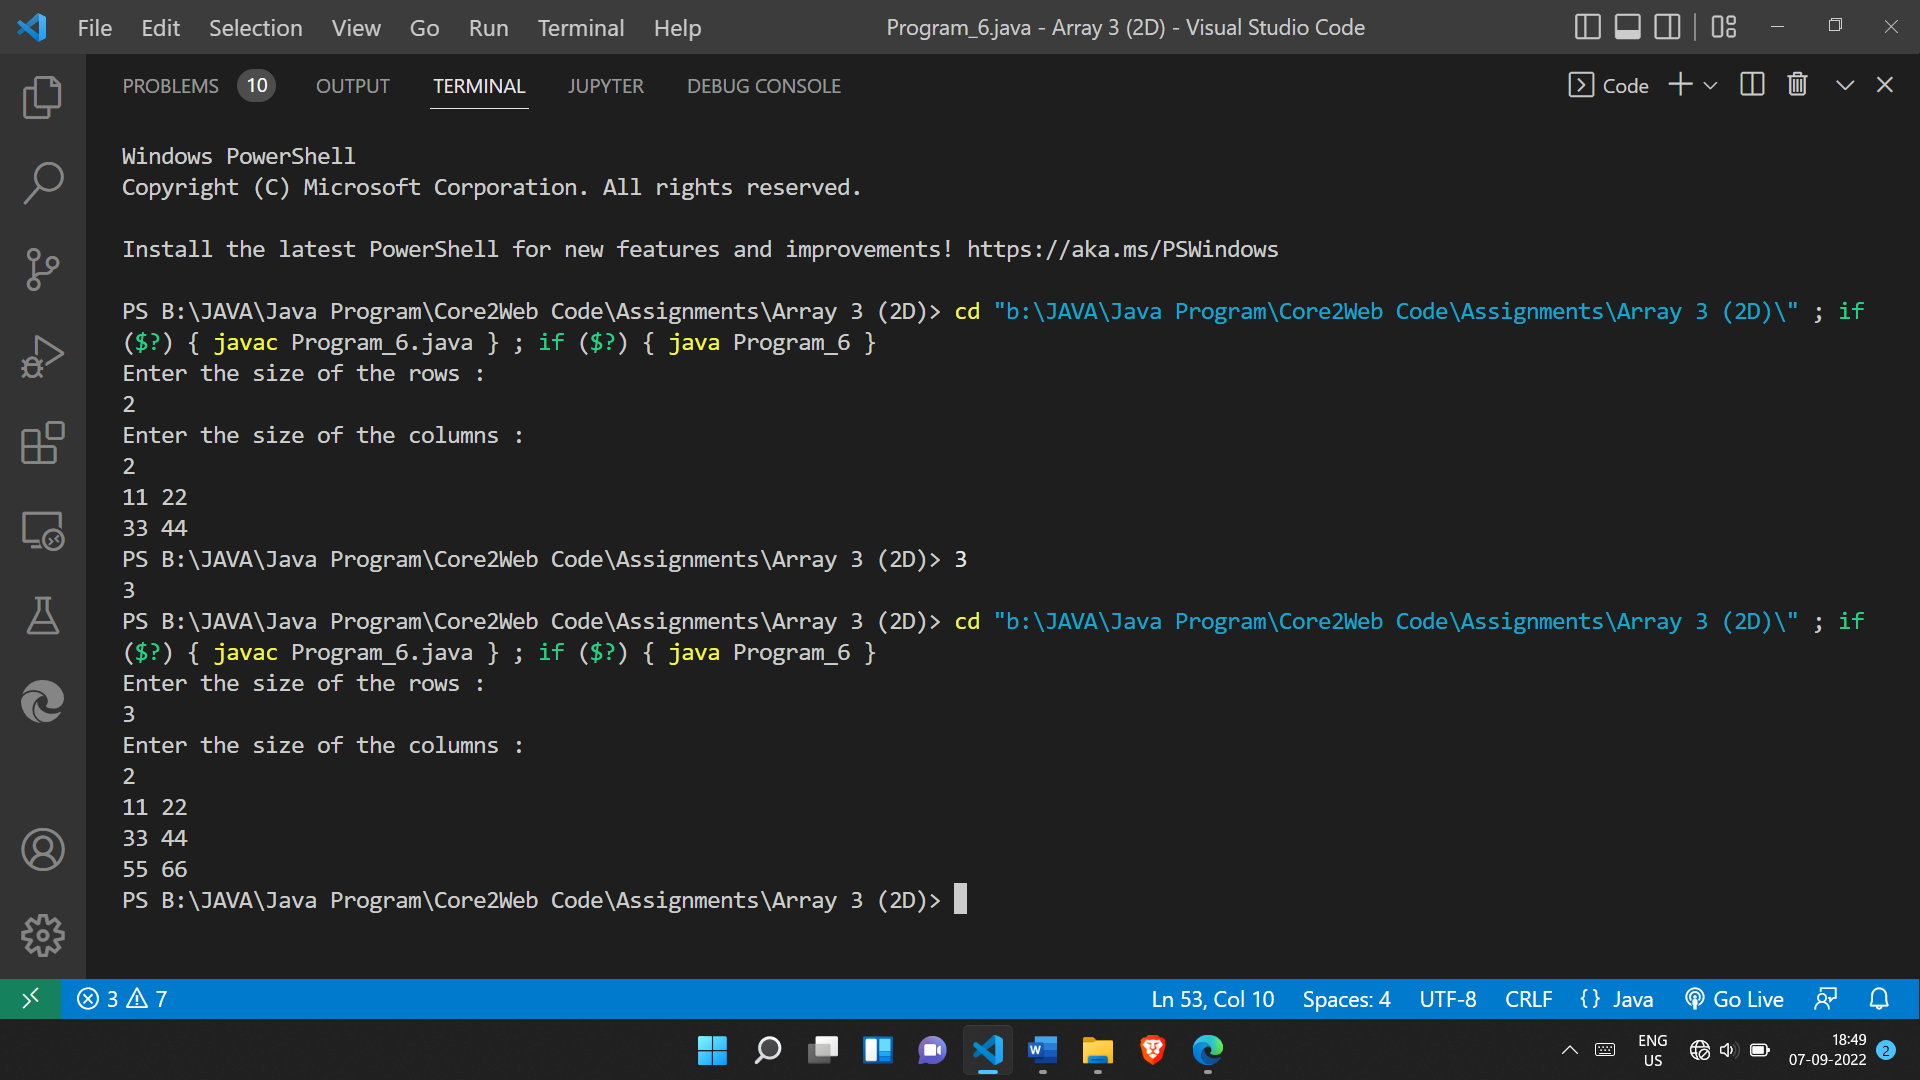 File Edit Selection View Go Run Terminal Help Program_6.java - Array 3 (2D) - Visual Studio Code
PROBLEMS 10 OUTPUT TERMINAL JUPYTER DEBUG CONSOLE Code
Windows PowerShell
Copyright (C) Microsoft Corporation. All rights reserved.
Install the latest PowerShell for new features and improvements! https://aka.ms/PSWindows
PS B:\JAVA\Java Program\Core2Web Code\Assignments\Array 3 (2D)> cd "b:\JAVA\Java Program\Core2Web Code\Assignments\Array 3 (2D)\" ; if
($?) { javac Program_6.java } ; if ($?) { java Program_6 }
Enter the size of the rows :
2
Enter the size of the columns :
2
11 22
33 44
PS B:\JAVA\Java Program\Core2Web Code\Assignments\Array 3 (2D)> 3
3
PS B:\JAVA\Java Program\Core2Web Code\Assignments\Array 3 (2D)> cd "b:\JAVA\Java Program\Core2Web Code\Assignments\Array 3 (2D)\" ; if
($?) { javac Program_6.java } ; if ($?) { java Program_6 }
Enter the size of the rows :
3
Enter the size of the columns :
2
11 22
33 44
55 66
PS B:\JAVA\Java Program\Core2Web Code\Assignments\Array 3 (2D)>
3 7 Ln 53, Col 10 Spaces: 4 UTF-8 CRLF {} Java Go Live
ENG 18:49
US 07-09-2022 2